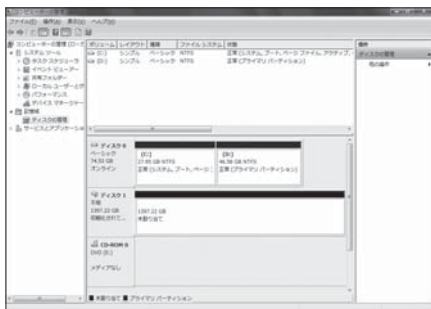 コンピューターの管理
ファイル(F) 操作(A) 表示(V) ヘルプ(H)
コンピューターの管理 (ローカ
システム ツール
タスク スケジューラ
イベント ビューアー
共有フォルダー
ローカル ユーザーとグ
パフォーマンス
デバイス マネージャー
記憶域
ディスクの管理
サービスとアプリケーション
ボリューム レイアウト 種類 ファイル システム 状態
(C:) シンプル ベーシック NTFS 正常 (システム, ブート, ページ ファイル, アクティブ,
(D:) シンプル ベーシック NTFS 正常 (プライマリ パーティション)
操作
ディスクの管理
他の操作
ディスク 0
ベーシック
74.53 GB
オンライン
(C:)
27.95 GB NTFS
正常 (システム, ブート, ページ
(D:)
46.58 GB NTFS
正常 (プライマリ パーティション)
ディスク 1
不明
1397.22 GB
初期化されて...
1397.22 GB
未割り当て
CD-ROM 0
DVD (E:)
メディアなし
未割り当て プライマリ パーティション